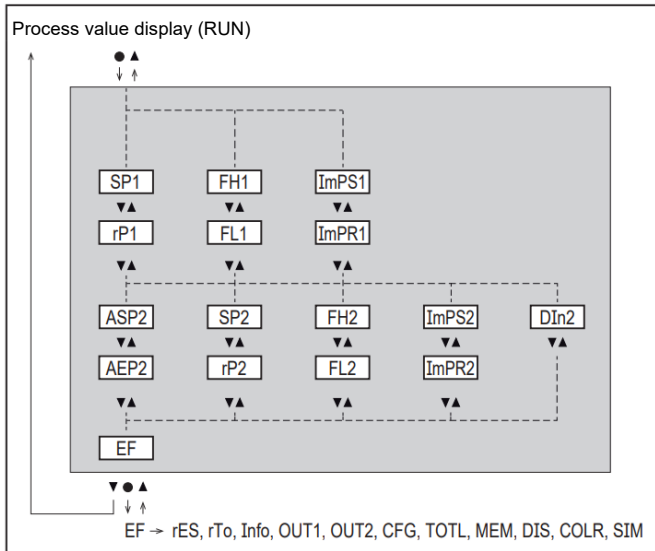 Process value display (RUN)
SP1 FH1 ImPS1
rP1 FL1 ImPR1
ASP2 SP2 FH2 ImPS2 DIn2
AEP2 rP2 FL2 ImPR2
EF
EF → rES, rTo, Info, OUT1, OUT2, CFG, TOTL, MEM, DIS, COLR, SIM